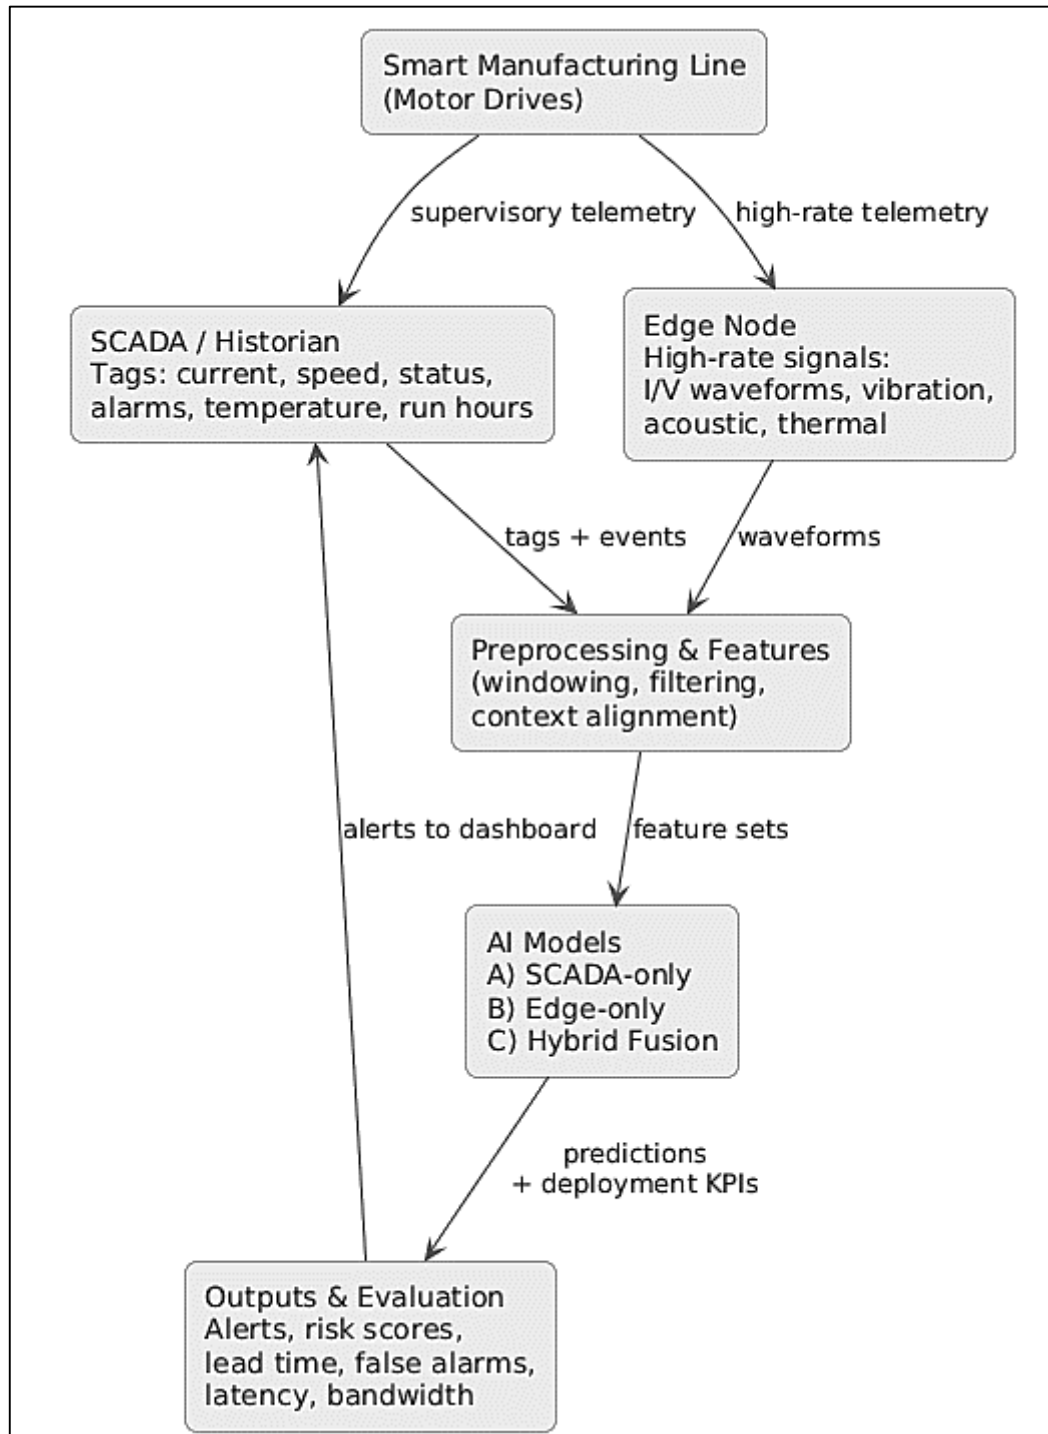 Smart Manufacturing Line
(Motor Drives)
supervisory telemetry
high-rate telemetry
SCADA / Historian
Tags: current, speed, status,
alarms, temperature, run hours
Edge Node
High-rate signals:
I/V waveforms, vibration,
acoustic, thermal
tags + events
waveforms
Preprocessing & Features
(windowing, filtering,
context alignment)
alerts to dashboard
feature sets
AI Models
A) SCADA-only
B) Edge-only
C) Hybrid Fusion
predictions
+ deployment KPIs
Outputs & Evaluation
Alerts, risk scores,
lead time, false alarms,
latency, bandwidth